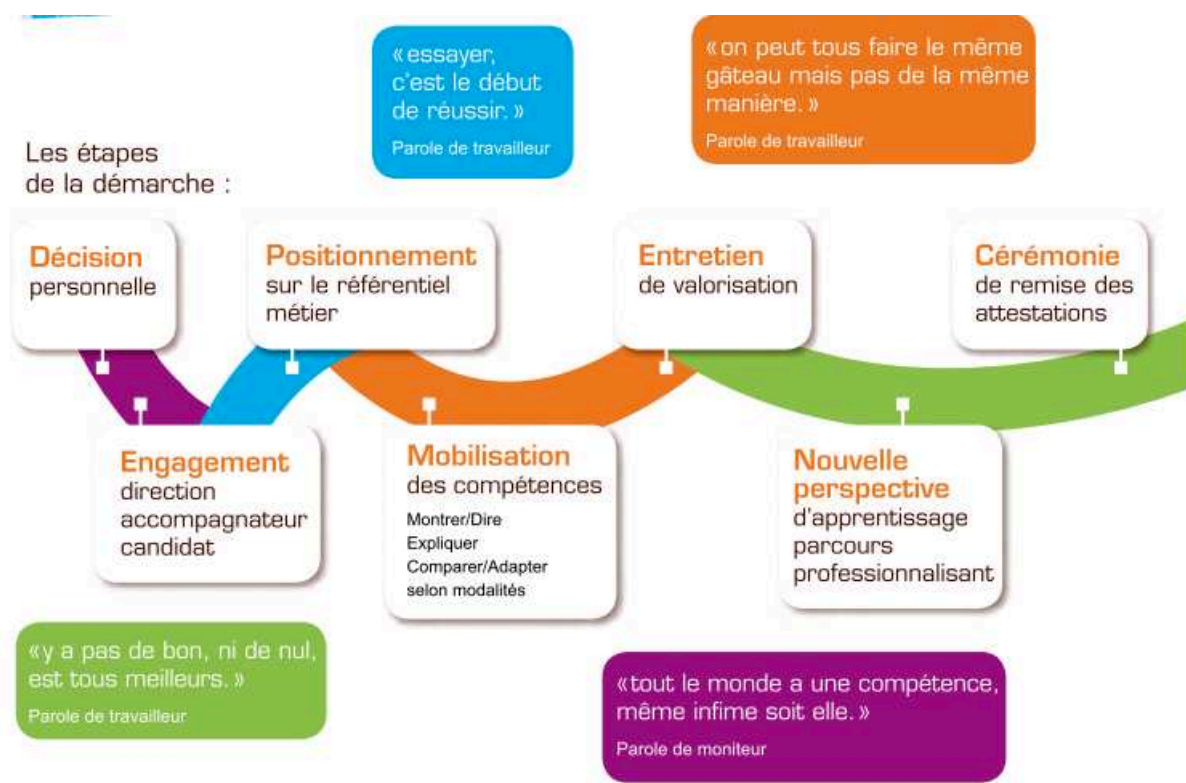 «essayer,
c'est le début
de réussir.»
Parole de travailleur
«on peut tous faire le même
gâteau mais pas de la même
manière.»
Parole de travailleur
Les étapes
de la démarche :
Décision
personnelle
Positionnement
sur le référentiel
métier
Entretien
de valorisation
Cérémonie
de remise des
attestations
Engagement
direction
accompagnateur
candidat
Mobilisation
des compétences
Montrer/Dire
Expliquer
Comparer/Adapter
selon modalités
Nouvelle
perspective
d'apprentissage
parcours
professionnalisant
«y a pas de bon, ni de nul,
est tous meilleurs.»
Parole de travailleur
«tout le monde a une compétence,
même infime soit elle.»
Parole de moniteur